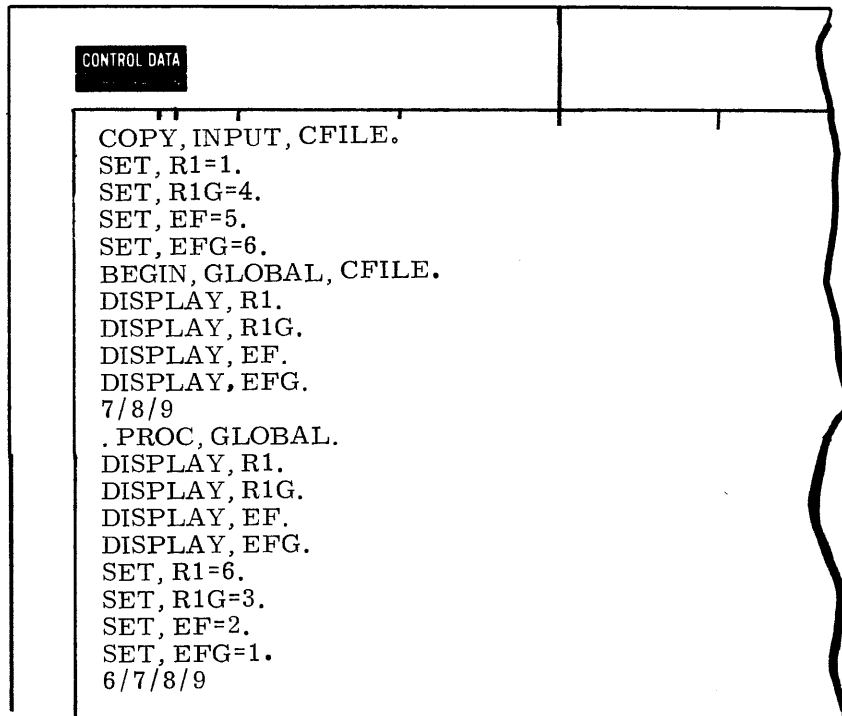 CONTROL DATA
COPY, INPUT, CFILE.
SET, R1=1.
SET, R1G=4.
SET, EF=5.
SET, EFG=6.
BEGIN, GLOBAL, CFILE.
DISPLAY, R1.
DISPLAY, R1G.
DISPLAY, EF.
DISPLAY, EFG.
7/8/9
. PROC, GLOBAL.
DISPLAY, R1.
DISPLAY, R1G.
DISPLAY, EF.
DISPLAY, EFG.
SET, R1=6.
SET, R1G=3.
SET, EF=2.
SET, EFG=1.
6/7/8/9